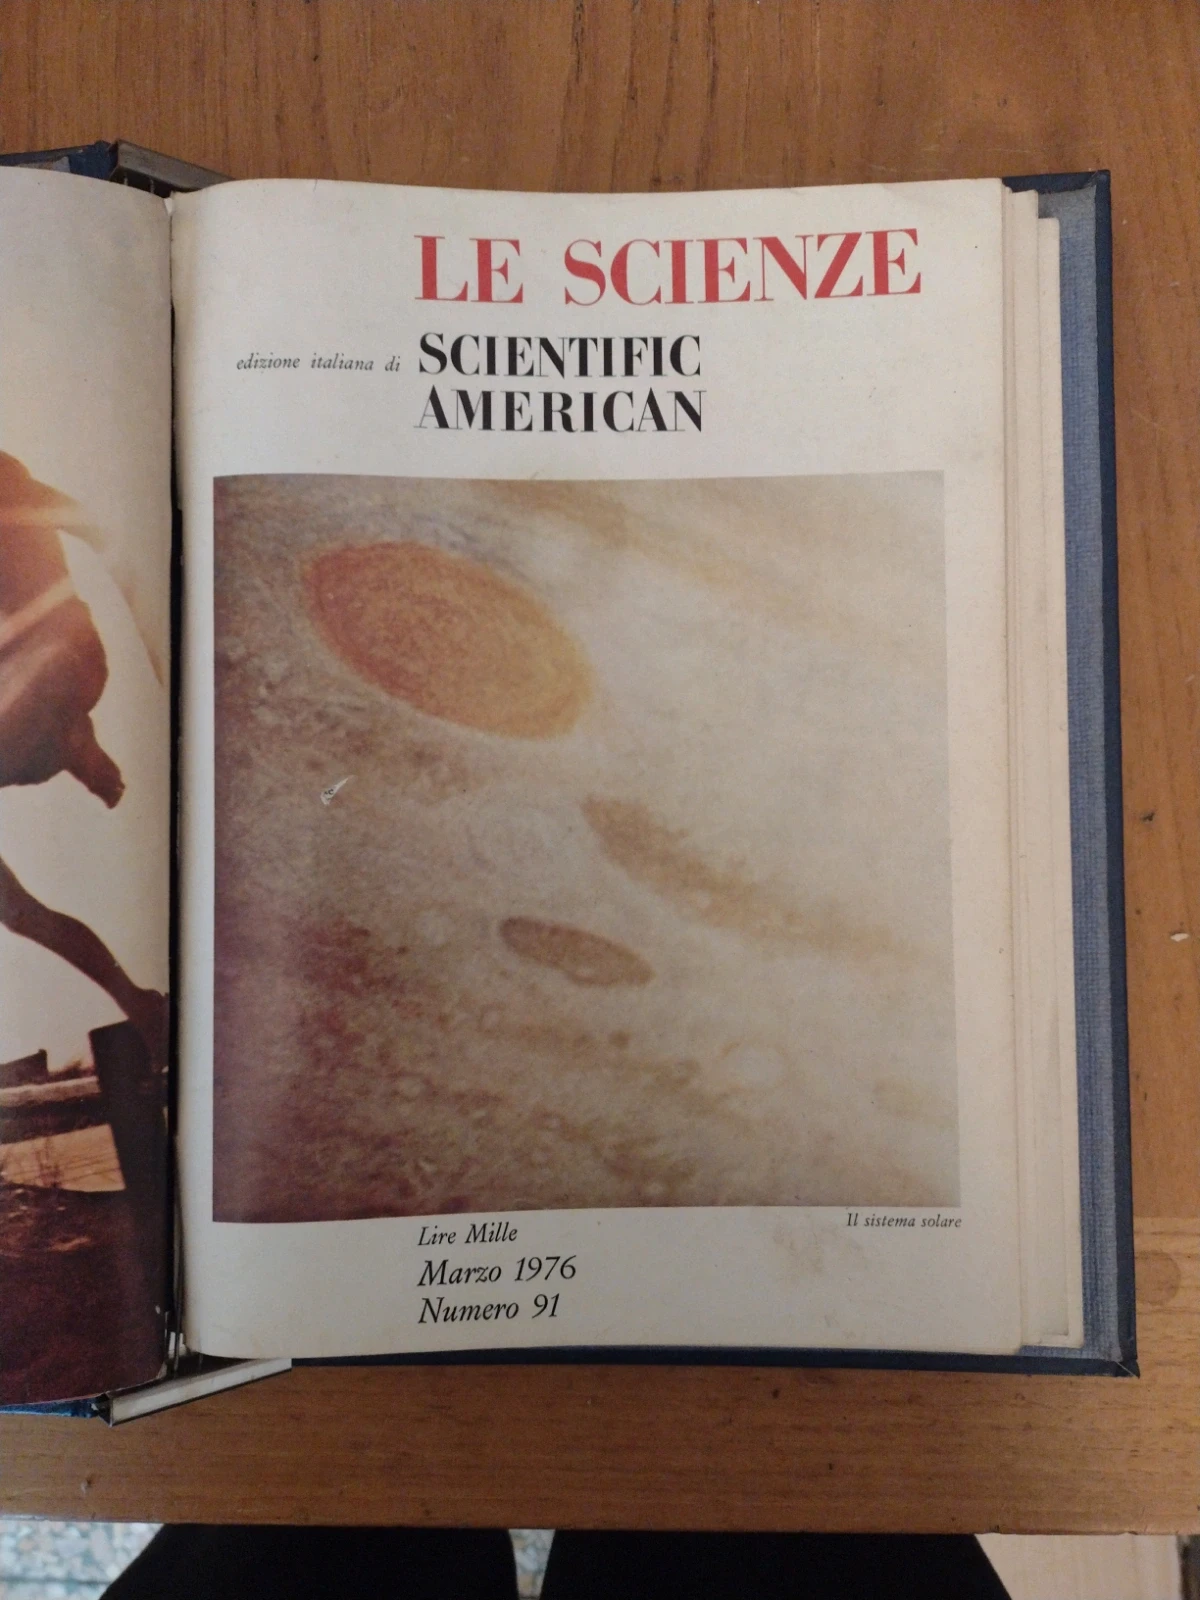 LE SCIENZE
edizione italiana di SCIENTIFIC
AMERICAN
Il sistema solare
Lire Mille
Marzo 1976
Numero 91